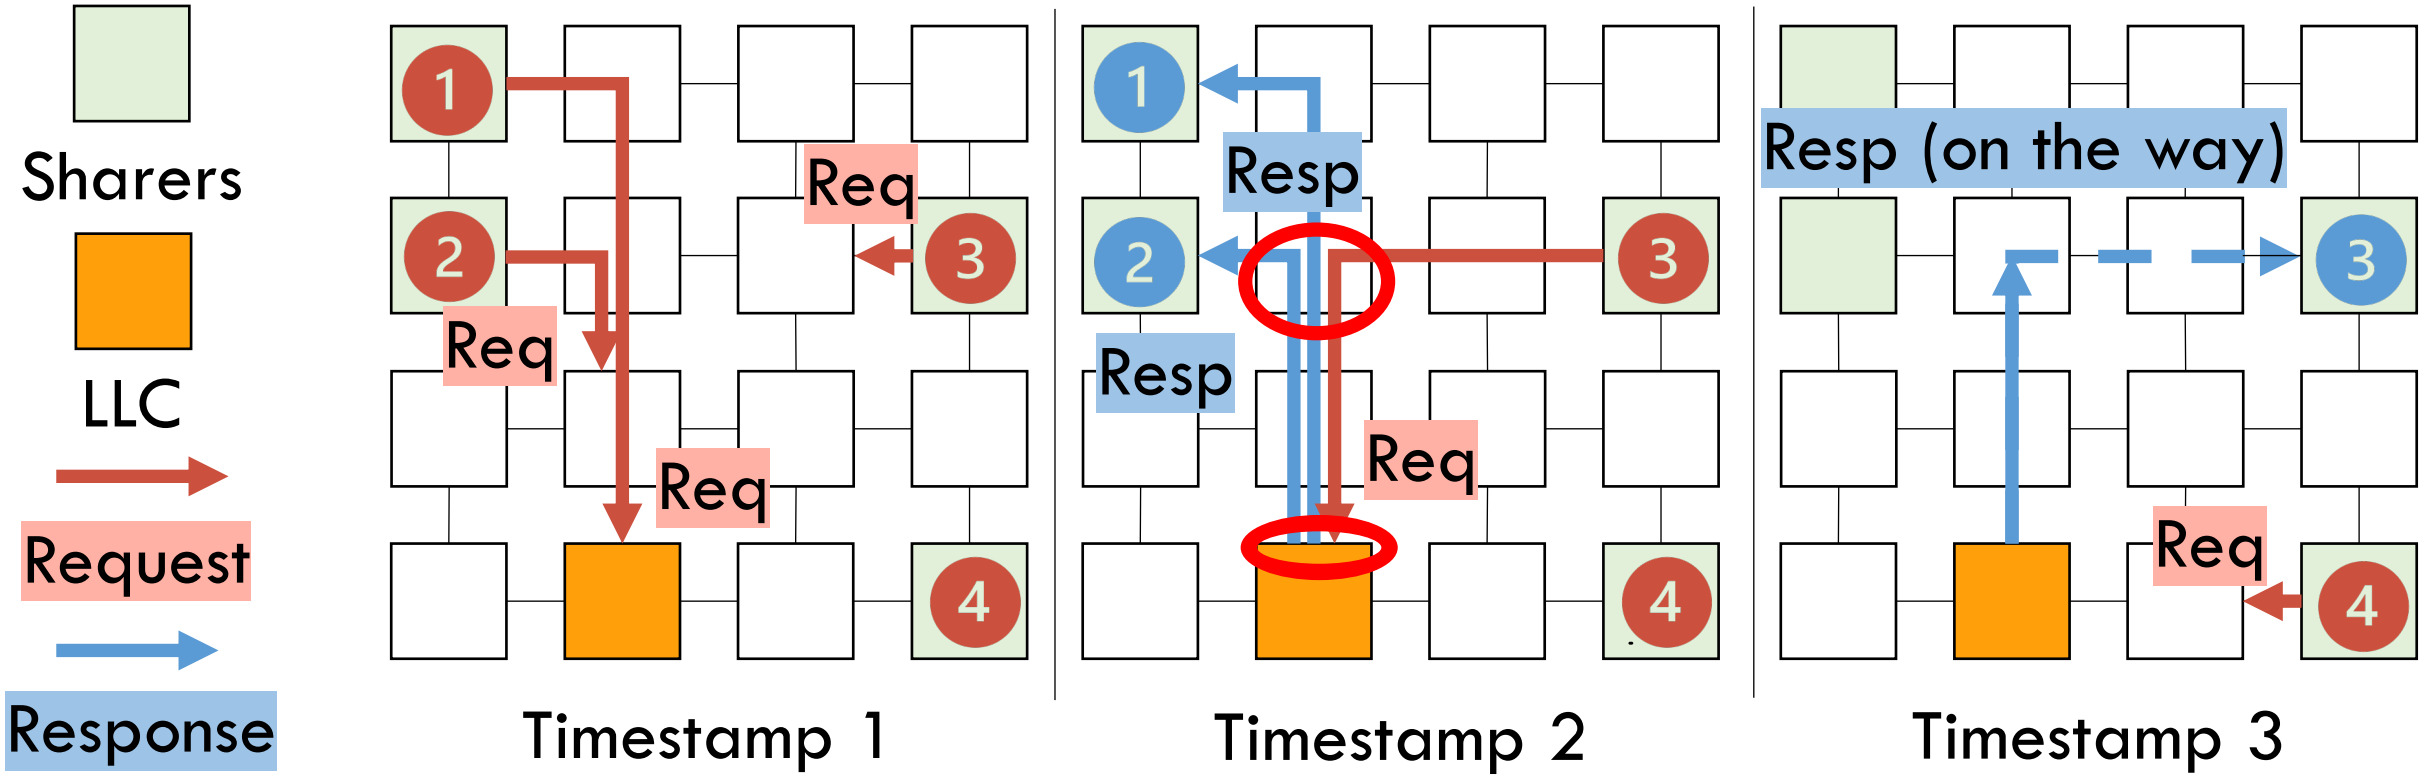 Sharers
LLC
Request
Response
1
Req
2
3
Req
Req
4
Timestamp 1
1
Resp
2
3
Resp
Req
4
Timestamp 2
Resp (on the way)
3
Req
4
Timestamp 3